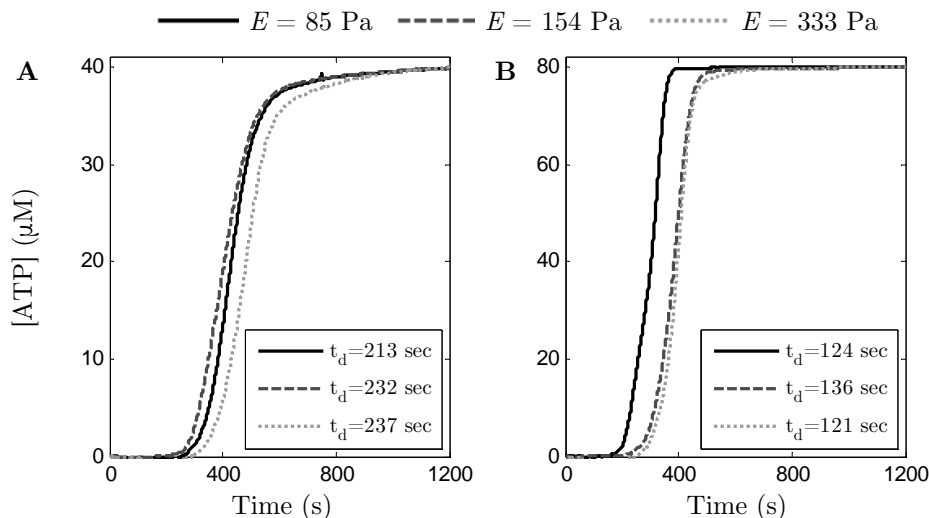 E = 85 Pa E = 154 Pa E = 333 Pa
A
40
30
20
10
0
0 400 800 1200
Time (s)
[ATP] (μM)
t_d=213 sec
t_d=232 sec
t_d=237 sec
B
80
60
40
20
0
0 400 800 1200
Time (s)
t_d=124 sec
t_d=136 sec
t_d=121 sec